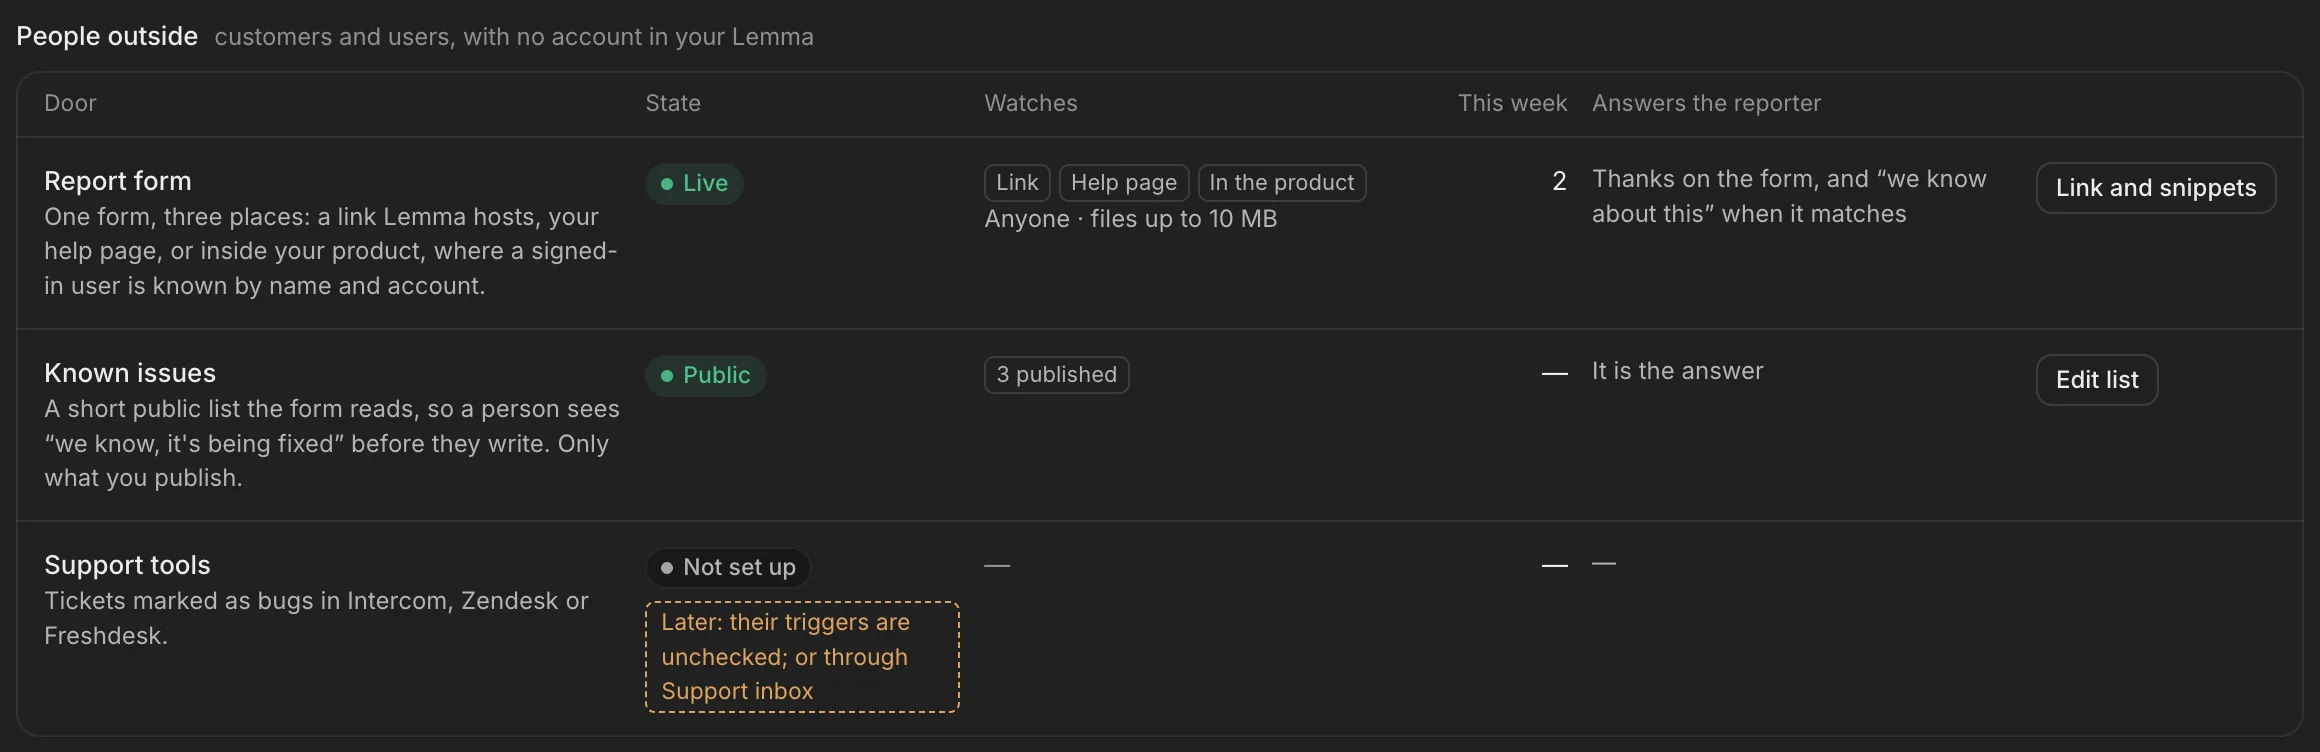 People outside customers and users, with no account in your Lemma
Door State Watches This week Answers the reporter
Report form
One form, three places: a link Lemma hosts, your
help page, or inside your product, where a signed-
in user is known by name and account.
Live
Link Help page In the product
Anyone · files up to 10 MB
2
Thanks on the form, and “we know
about this” when it matches
Link and snippets
Known issues
A short public list the form reads, so a person sees
“we know, it's being fixed” before they write. Only
what you publish.
Public
3 published
—
It is the answer
Edit list
Support tools
Tickets marked as bugs in Intercom, Zendesk or
Freshdesk.
Not set up
Later: their triggers are
unchecked; or through
Support inbox
—
—
—